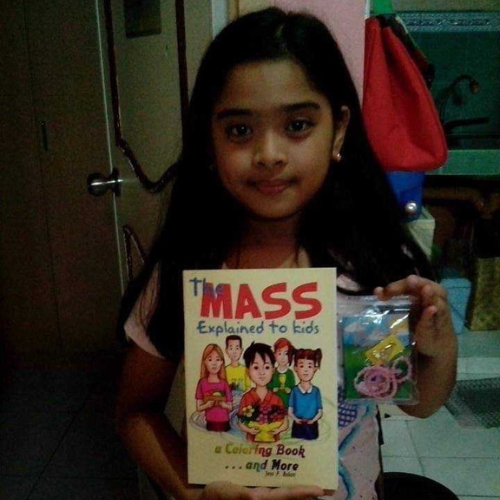 The
MASS
Explained to kids
a Coloring Book
... and More